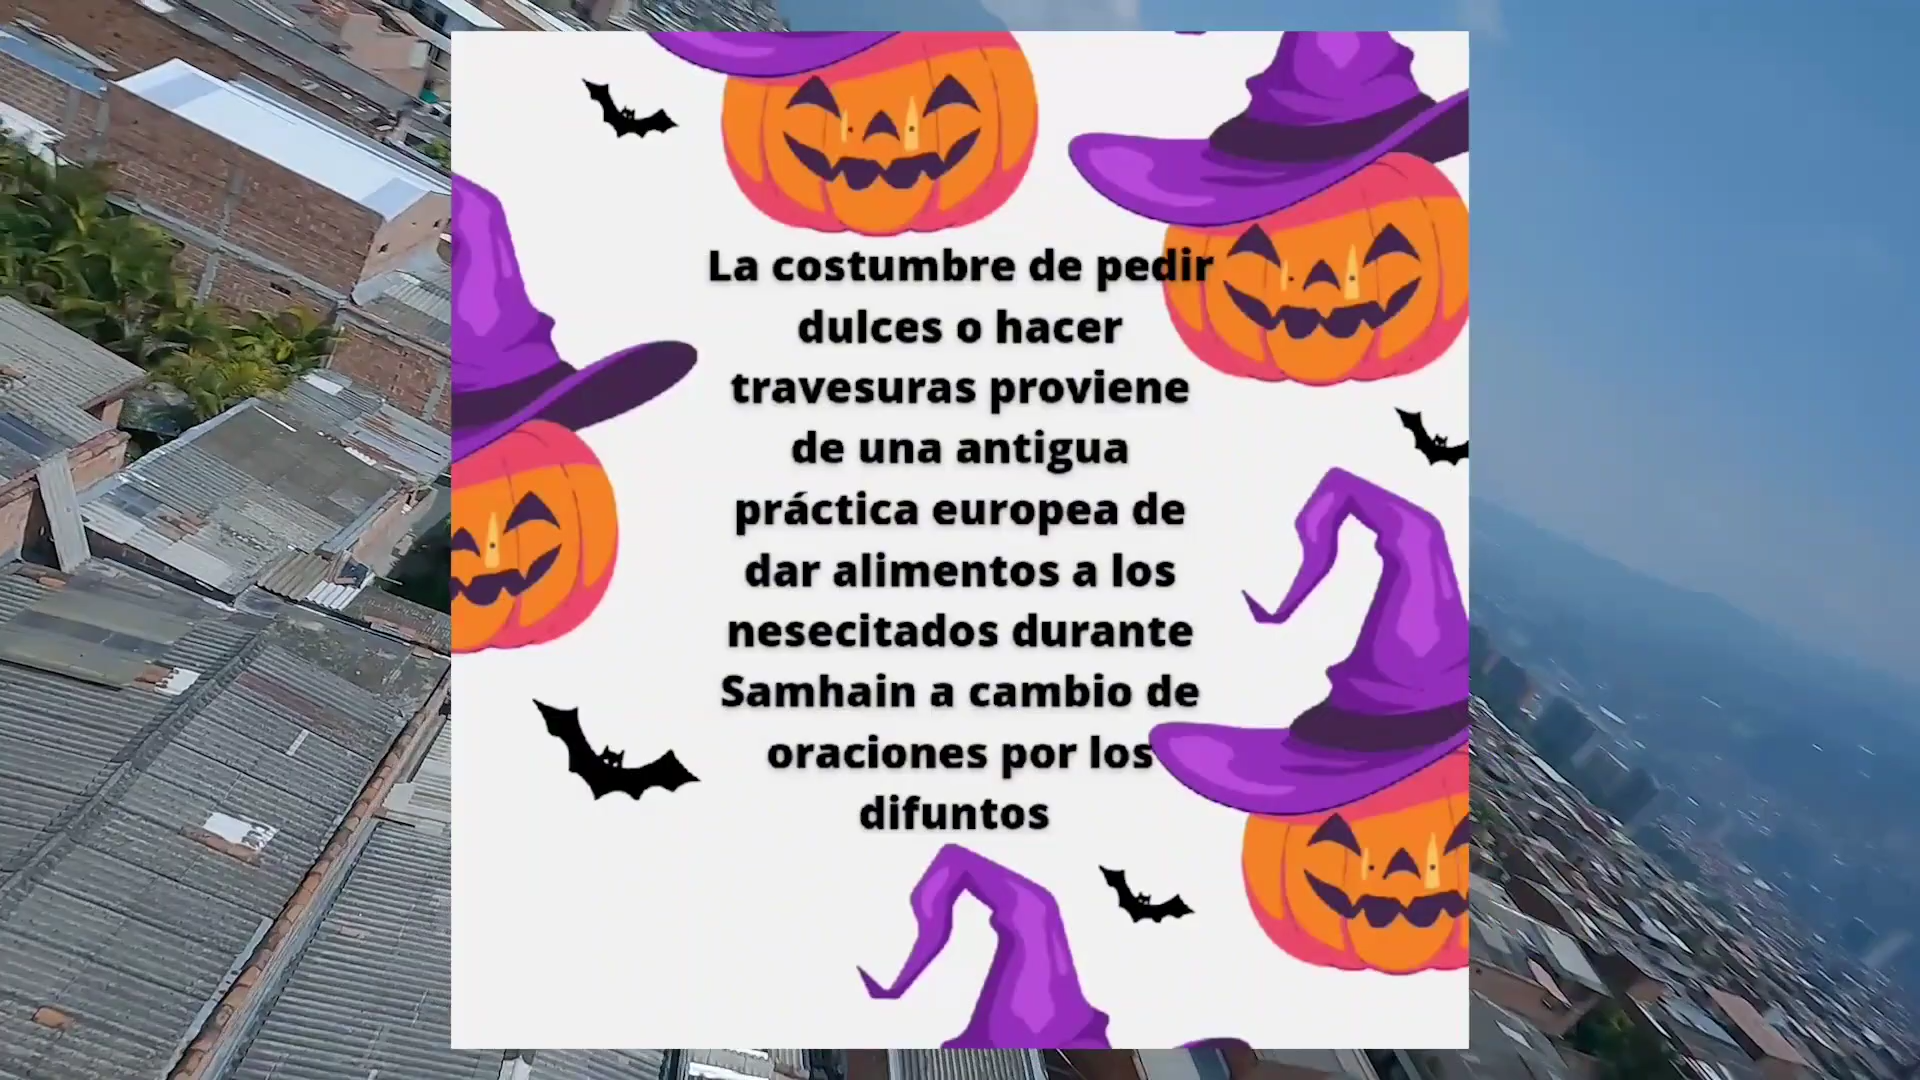 La costumbre de pedir
dulces o hacer
travesuras proviene
de una antigua
práctica europea de
dar alimentos a los
nesecitados durante
Samhain a cambio de
oraciones por los
difuntos